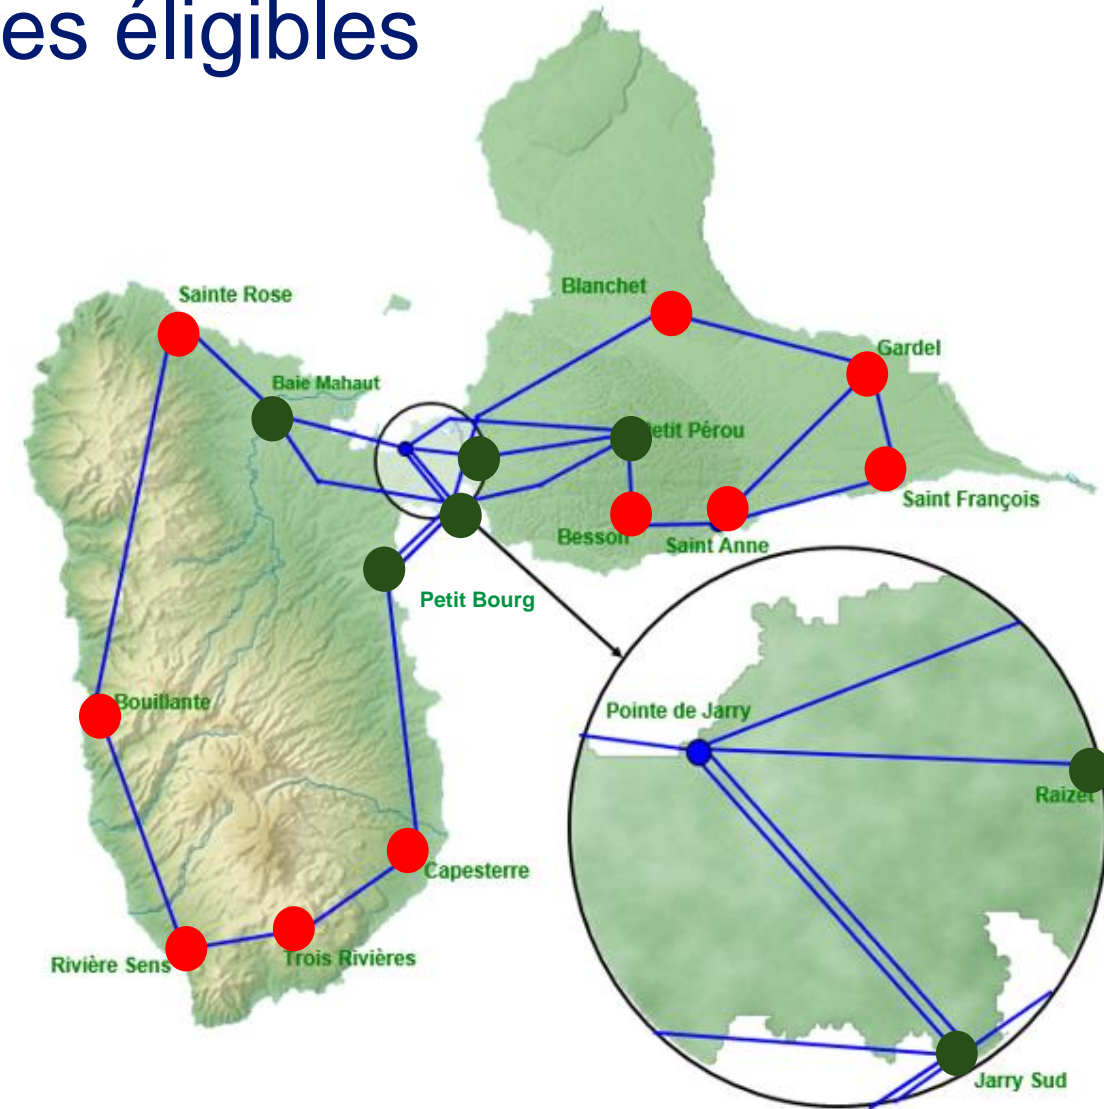 es éligibles
Sainte Rose
Blanchet
Gardel
Baie Mahaut
etit Pérou
Saint François
Besson
Saint Anne
Petit Bourg
Bouillante
Pointe de Jarry
Raizet
Capesterre
Trois Rivières
Rivière Sens
Jarry Sud